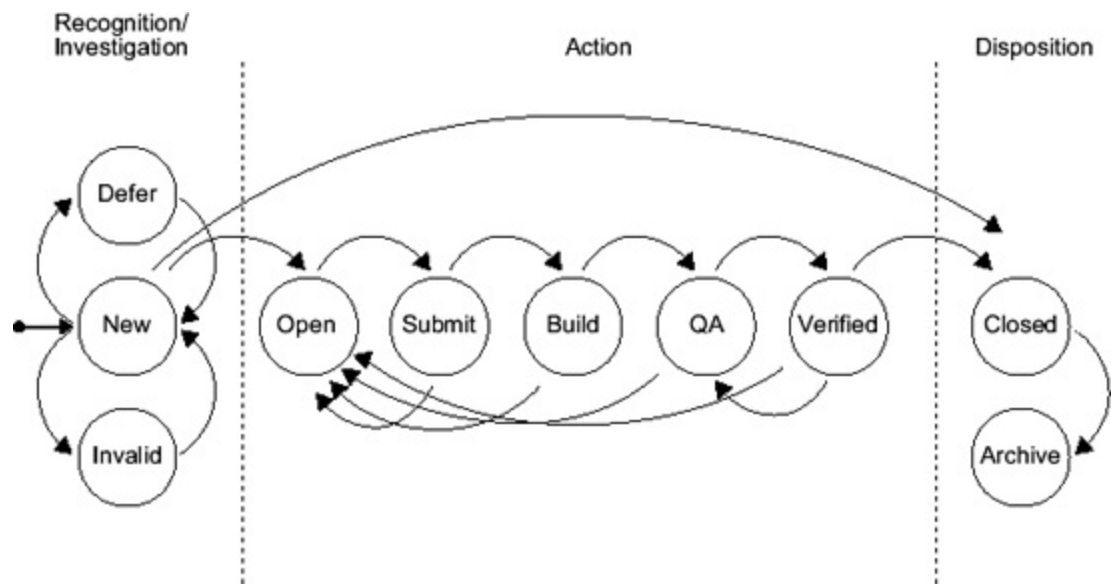 Recognition/
Investigation
Action
Disposition
Defer
New
Open
Submit
Build
QA
Verified
Closed
Invalid
Archive